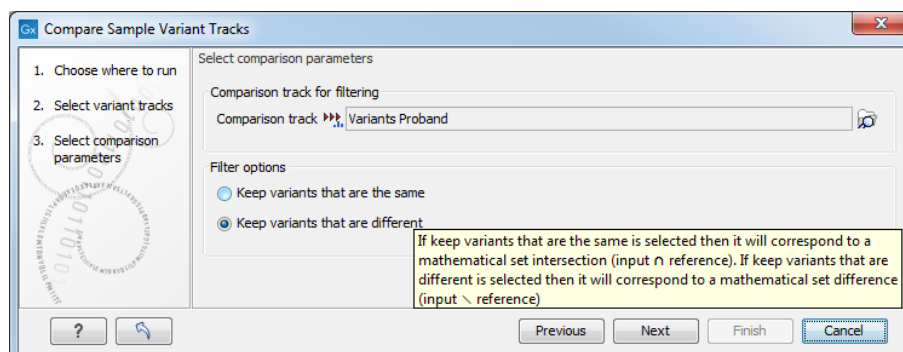 Gx Compare Sample Variant Tracks
1. Choose where to run
2. Select variant tracks
3. Select comparison
parameters
Select comparison parameters
Comparison track for filtering
Comparison track Variants Proband
Filter options
Keep variants that are the same
Keep variants that are different
If keep variants that are the same is selected then it will correspond to a
mathematical set intersection (input ∩ reference). If keep variants that are
different is selected then it will correspond to a mathematical set difference
(input ∖ reference)
? Previous Next Finish Cancel